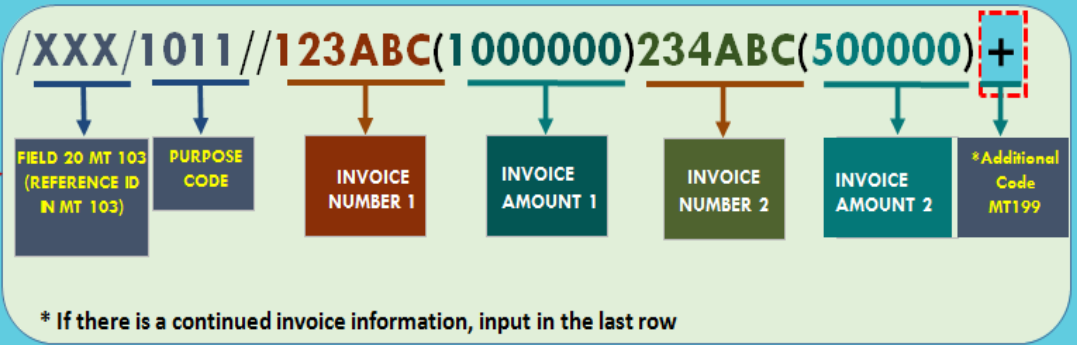 /XXX/1011//123ABC(1000000)234ABC(500000)+
FIELD 20 MT 103
(REFERENCE ID
IN MT 103)
PURPOSE
CODE
INVOICE
NUMBER 1
INVOICE
AMOUNT 1
INVOICE
NUMBER 2
INVOICE
AMOUNT 2
*Additional
Code
MT199
* If there is a continued invoice information, input in the last row